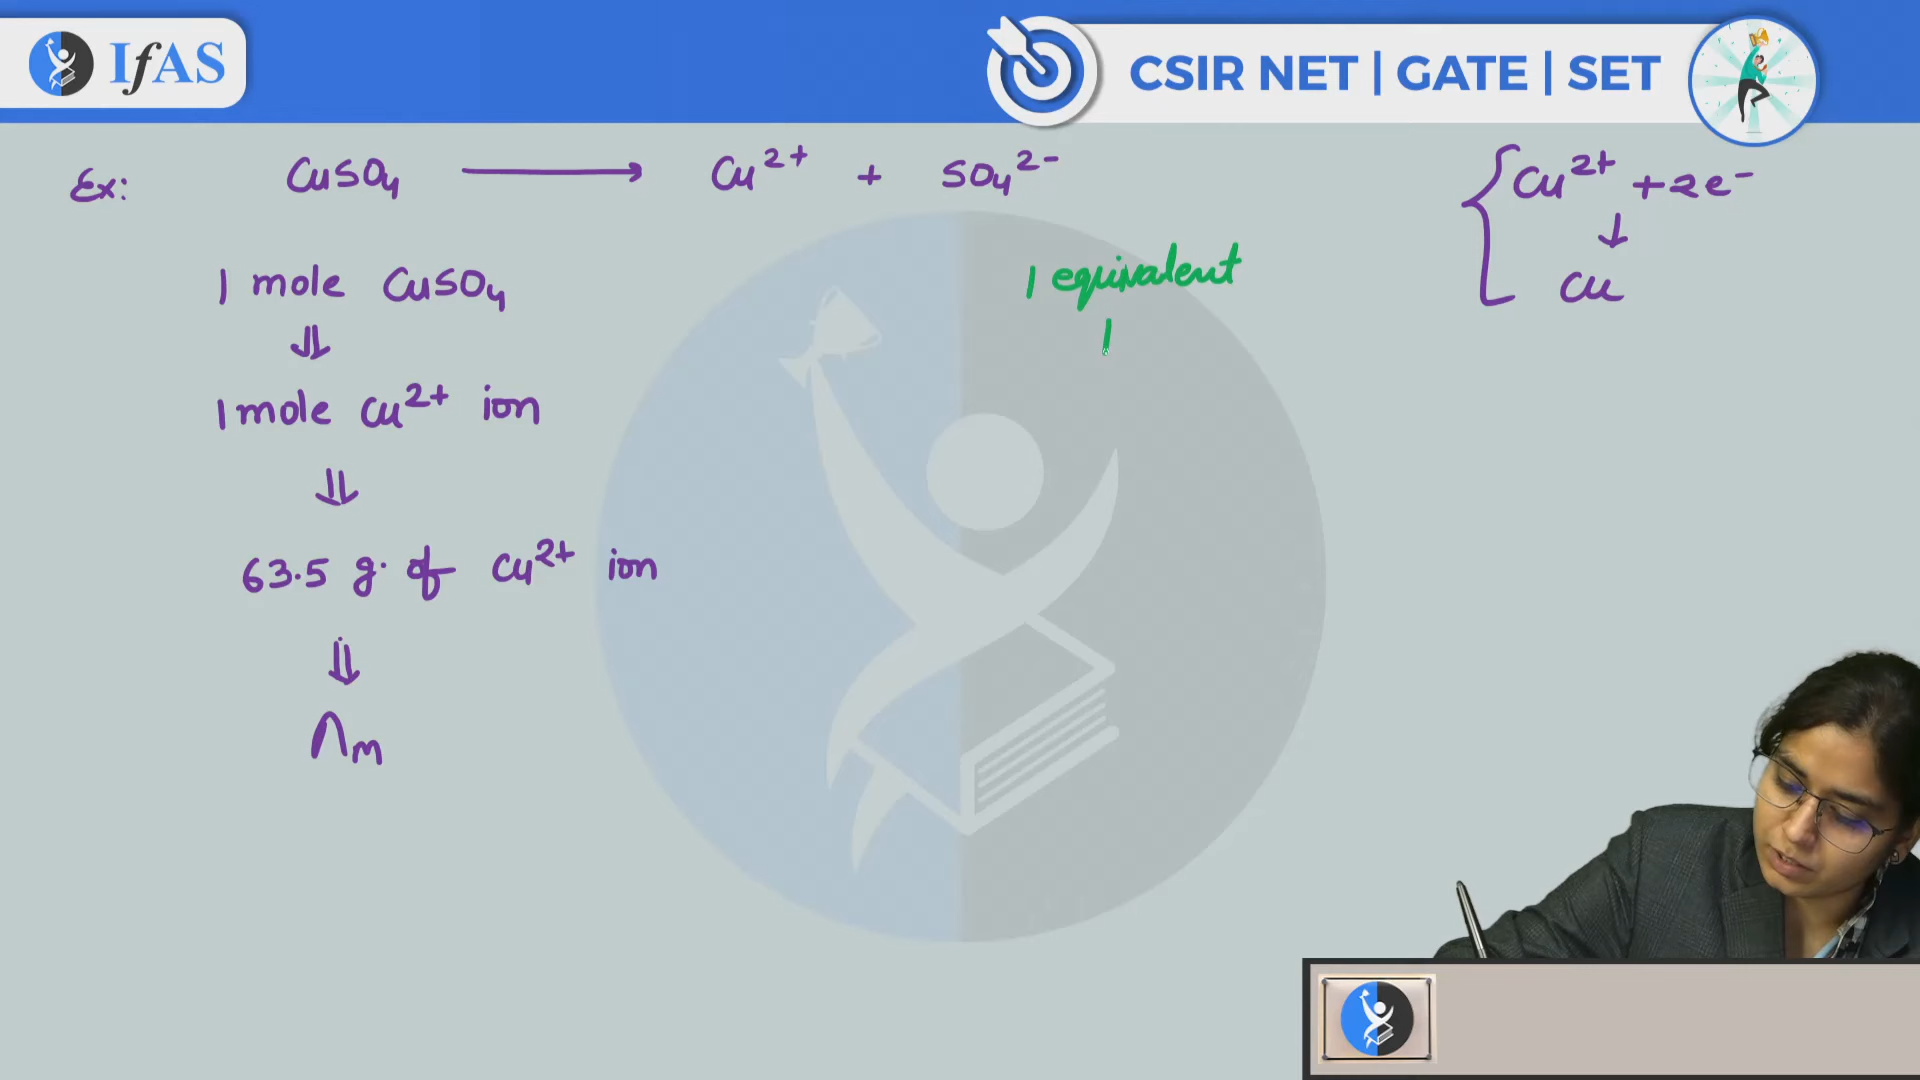 IfAS
CSIR NET | GATE | SET
Ex: CuSO₄ ⟶ Cu²⁺ + SO₄²⁻
{ Cu²⁺ + 2e⁻
↓
Cu
1 mole CuSO₄
⇓
1 mole Cu²⁺ ion
⇓
63.5 g. of Cu²⁺ ion
⇓
Λm
1 equivalent